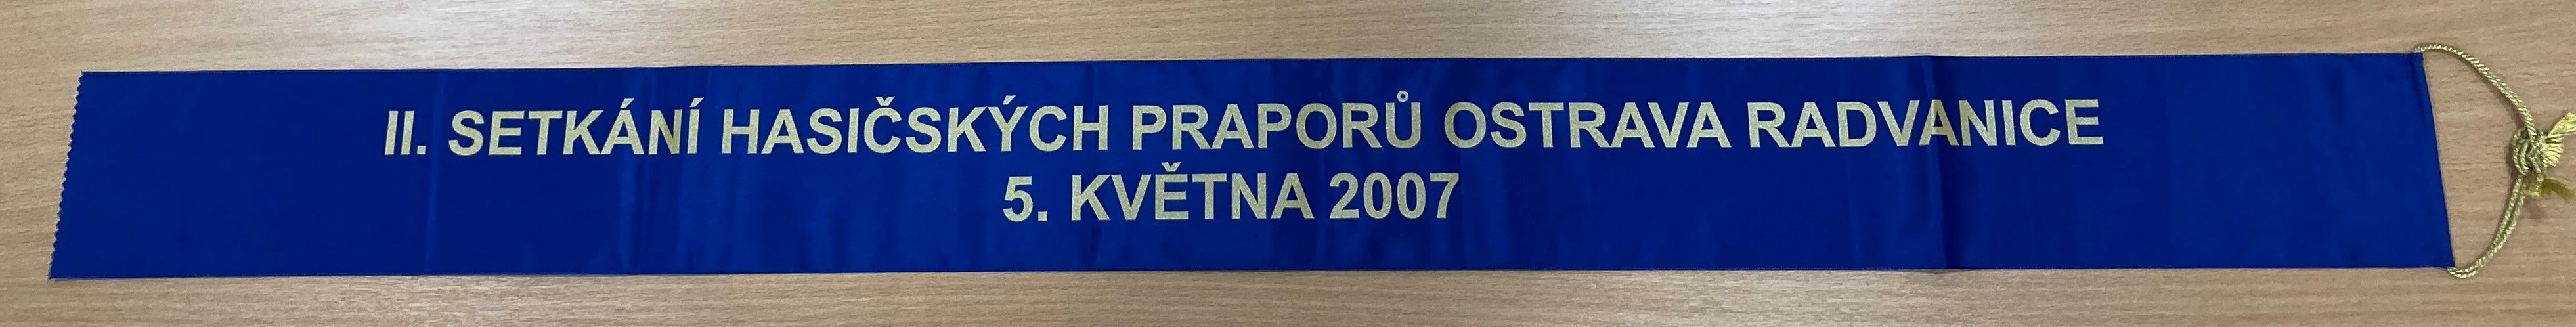 II. SETKÁNÍ HASIČSKÝCH PRAPORŮ OSTRAVA RADVANICE
5. KVĚTNA 2007